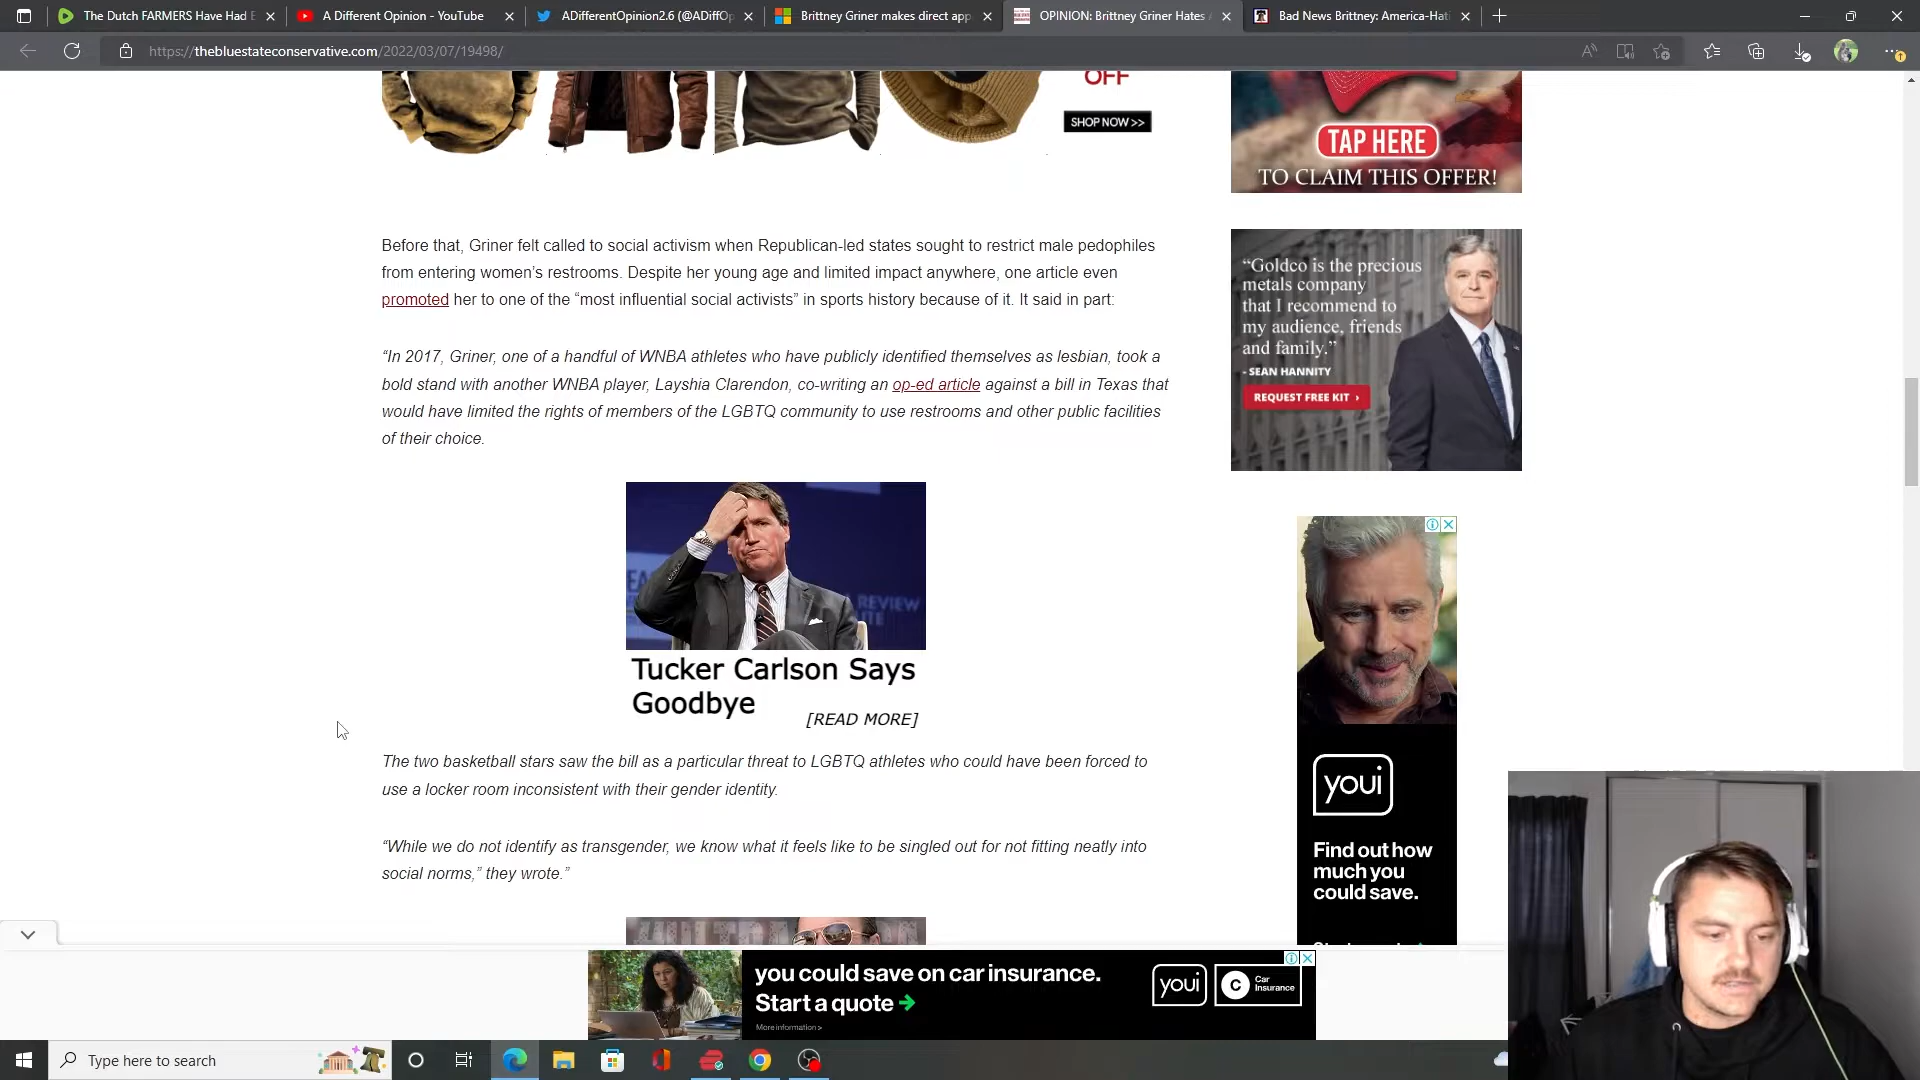 The Dutch FARMERS Have Had E
A Different Opinion - YouTube
ADifferentOpinion2.6 (@ADiffOp
Brittney Griner makes direct app
OPINION: Brittney Griner Hates A
Bad News Brittney: America-Hati
https://thebluestateconservative.com/2022/03/07/19498/
OFF
SHOP NOW >>
TAP HERE
TO CLAIM THIS OFFER!
Before that, Griner felt called to social activism when Republican-led states sought to restrict male pedophiles
from entering women’s restrooms. Despite her young age and limited impact anywhere, one article even
promoted her to one of the “most influential social activists” in sports history because of it. It said in part:
“Goldco is the precious
metals company
that I recommend to
my audience, friends
and family.”
- SEAN HANNITY
REQUEST FREE KIT ›
“In 2017, Griner, one of a handful of WNBA athletes who have publicly identified themselves as lesbian, took a
bold stand with another WNBA player, Layshia Clarendon, co-writing an op-ed article against a bill in Texas that
would have limited the rights of members of the LGBTQ community to use restrooms and other public facilities
of their choice.
REVIEW
Tucker Carlson Says
Goodbye
[READ MORE]
The two basketball stars saw the bill as a particular threat to LGBTQ athletes who could have been forced to
use a locker room inconsistent with their gender identity.
“While we do not identify as transgender, we know what it feels like to be singled out for not fitting neatly into
social norms,” they wrote.”
youi
Find out how
much you
could save.
you could save on car insurance.
Start a quote →
More information >
youi
C Car
Insurance
Type here to search